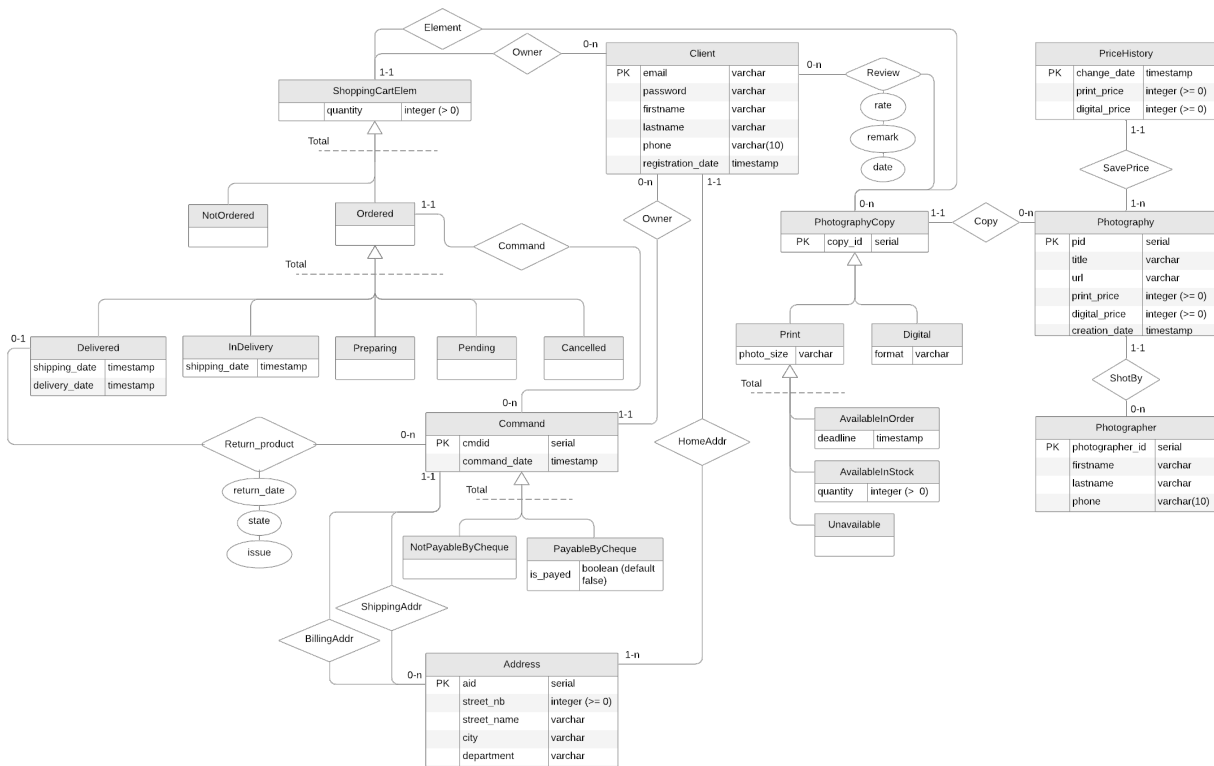 Element
Owner
0-n
1-1
ShoppingCartElem
quantity integer (> 0)
Total
Client
PK email varchar
password varchar
firstname varchar
lastname varchar
phone varchar(10)
registration_date timestamp
0-n
Review
rate
remark
date
PriceHistory
PK change_date timestamp
print_price integer (>= 0)
digital_price integer (>= 0)
1-1
SavePrice
1-n
NotOrdered
Ordered
1-1
Command
Total
0-n
Owner
1-1
0-n
PhotographyCopy
PK copy_id serial
1-1
Copy
0-n
Photography
PK pid serial
title varchar
url varchar
print_price integer (>= 0)
digital_price integer (>= 0)
creation_date timestamp
1-1
ShotBy
0-n
Photographer
PK photographer_id serial
firstname varchar
lastname varchar
phone varchar(10)
0-1
Delivered
shipping_date timestamp
delivery_date timestamp
InDelivery
shipping_date timestamp
Preparing
Pending
Cancelled
Print
photo_size varchar
Digital
format varchar
Total
AvailableInOrder
deadline timestamp
AvailableInStock
quantity integer (> 0)
Unavailable
0-n
1-1
Command
PK cmdid serial
command_date timestamp
HomeAddr
Return_product
0-n
return_date
state
issue
1-1
Total
NotPayableByCheque
PayableByCheque
is_payed boolean (default
false)
ShippingAddr
BillingAddr
0-n
1-n
Address
PK aid serial
street_nb integer (>= 0)
street_name varchar
city varchar
department varchar